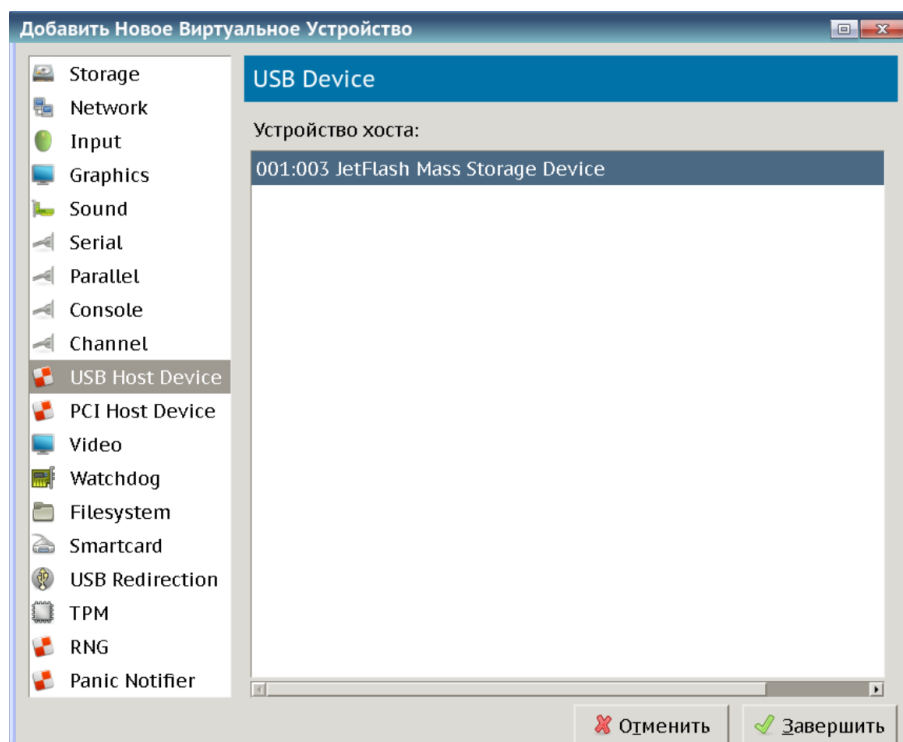 Добавить Новое Виртуальное Устройство
Storage
Network
Input
Graphics
Sound
Serial
Parallel
Console
Channel
USB Host Device
PCI Host Device
Video
Watchdog
Filesystem
Smartcard
USB Redirection
TPM
RNG
Panic Notifier
USB Device
Устройство хоста:
001:003 JetFlash Mass Storage Device
Отменить
Завершить